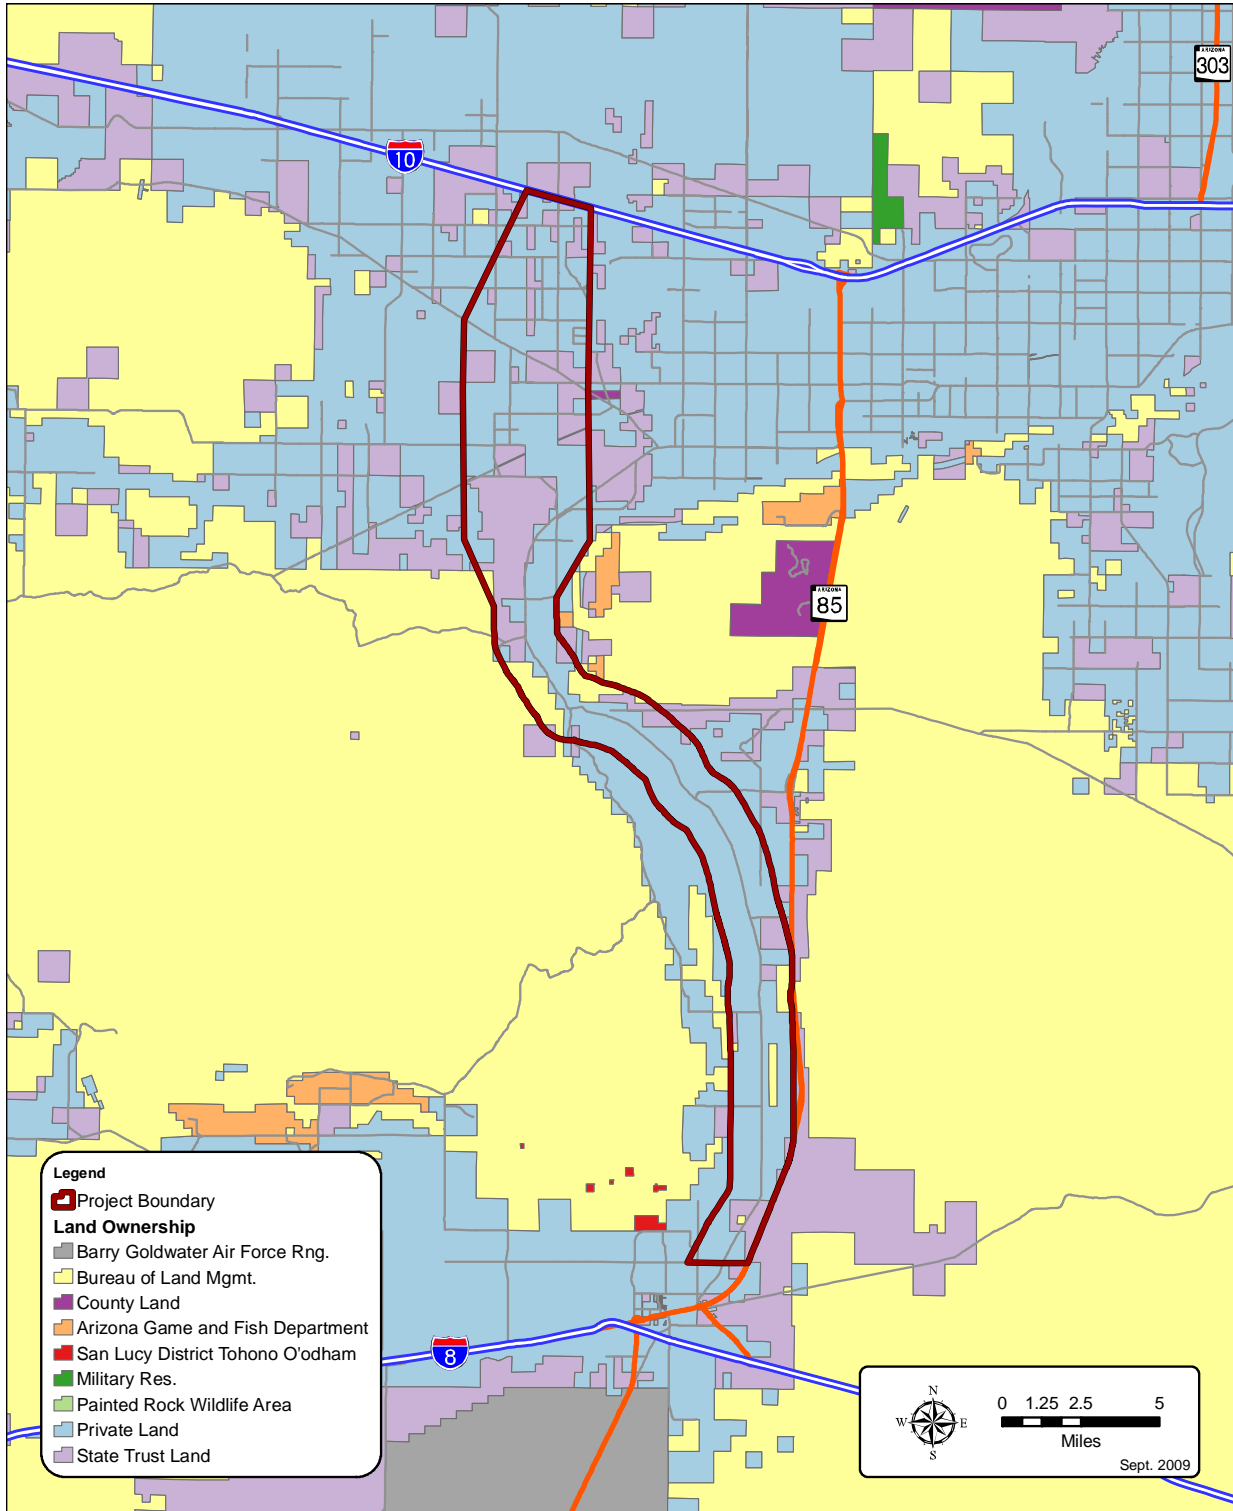 ARIZONA
303
10
ARIZONA
85
Legend
Project Boundary
Land Ownership
Barry Goldwater Air Force Rng.
Bureau of Land Mgmt.
County Land
Arizona Game and Fish Department
San Lucy District Tohono O'odham
Military Res.
Painted Rock Wildlife Area
Private Land
State Trust Land
8
N
W E
S
0 1.25 2.5 5
Miles
Sept. 2009